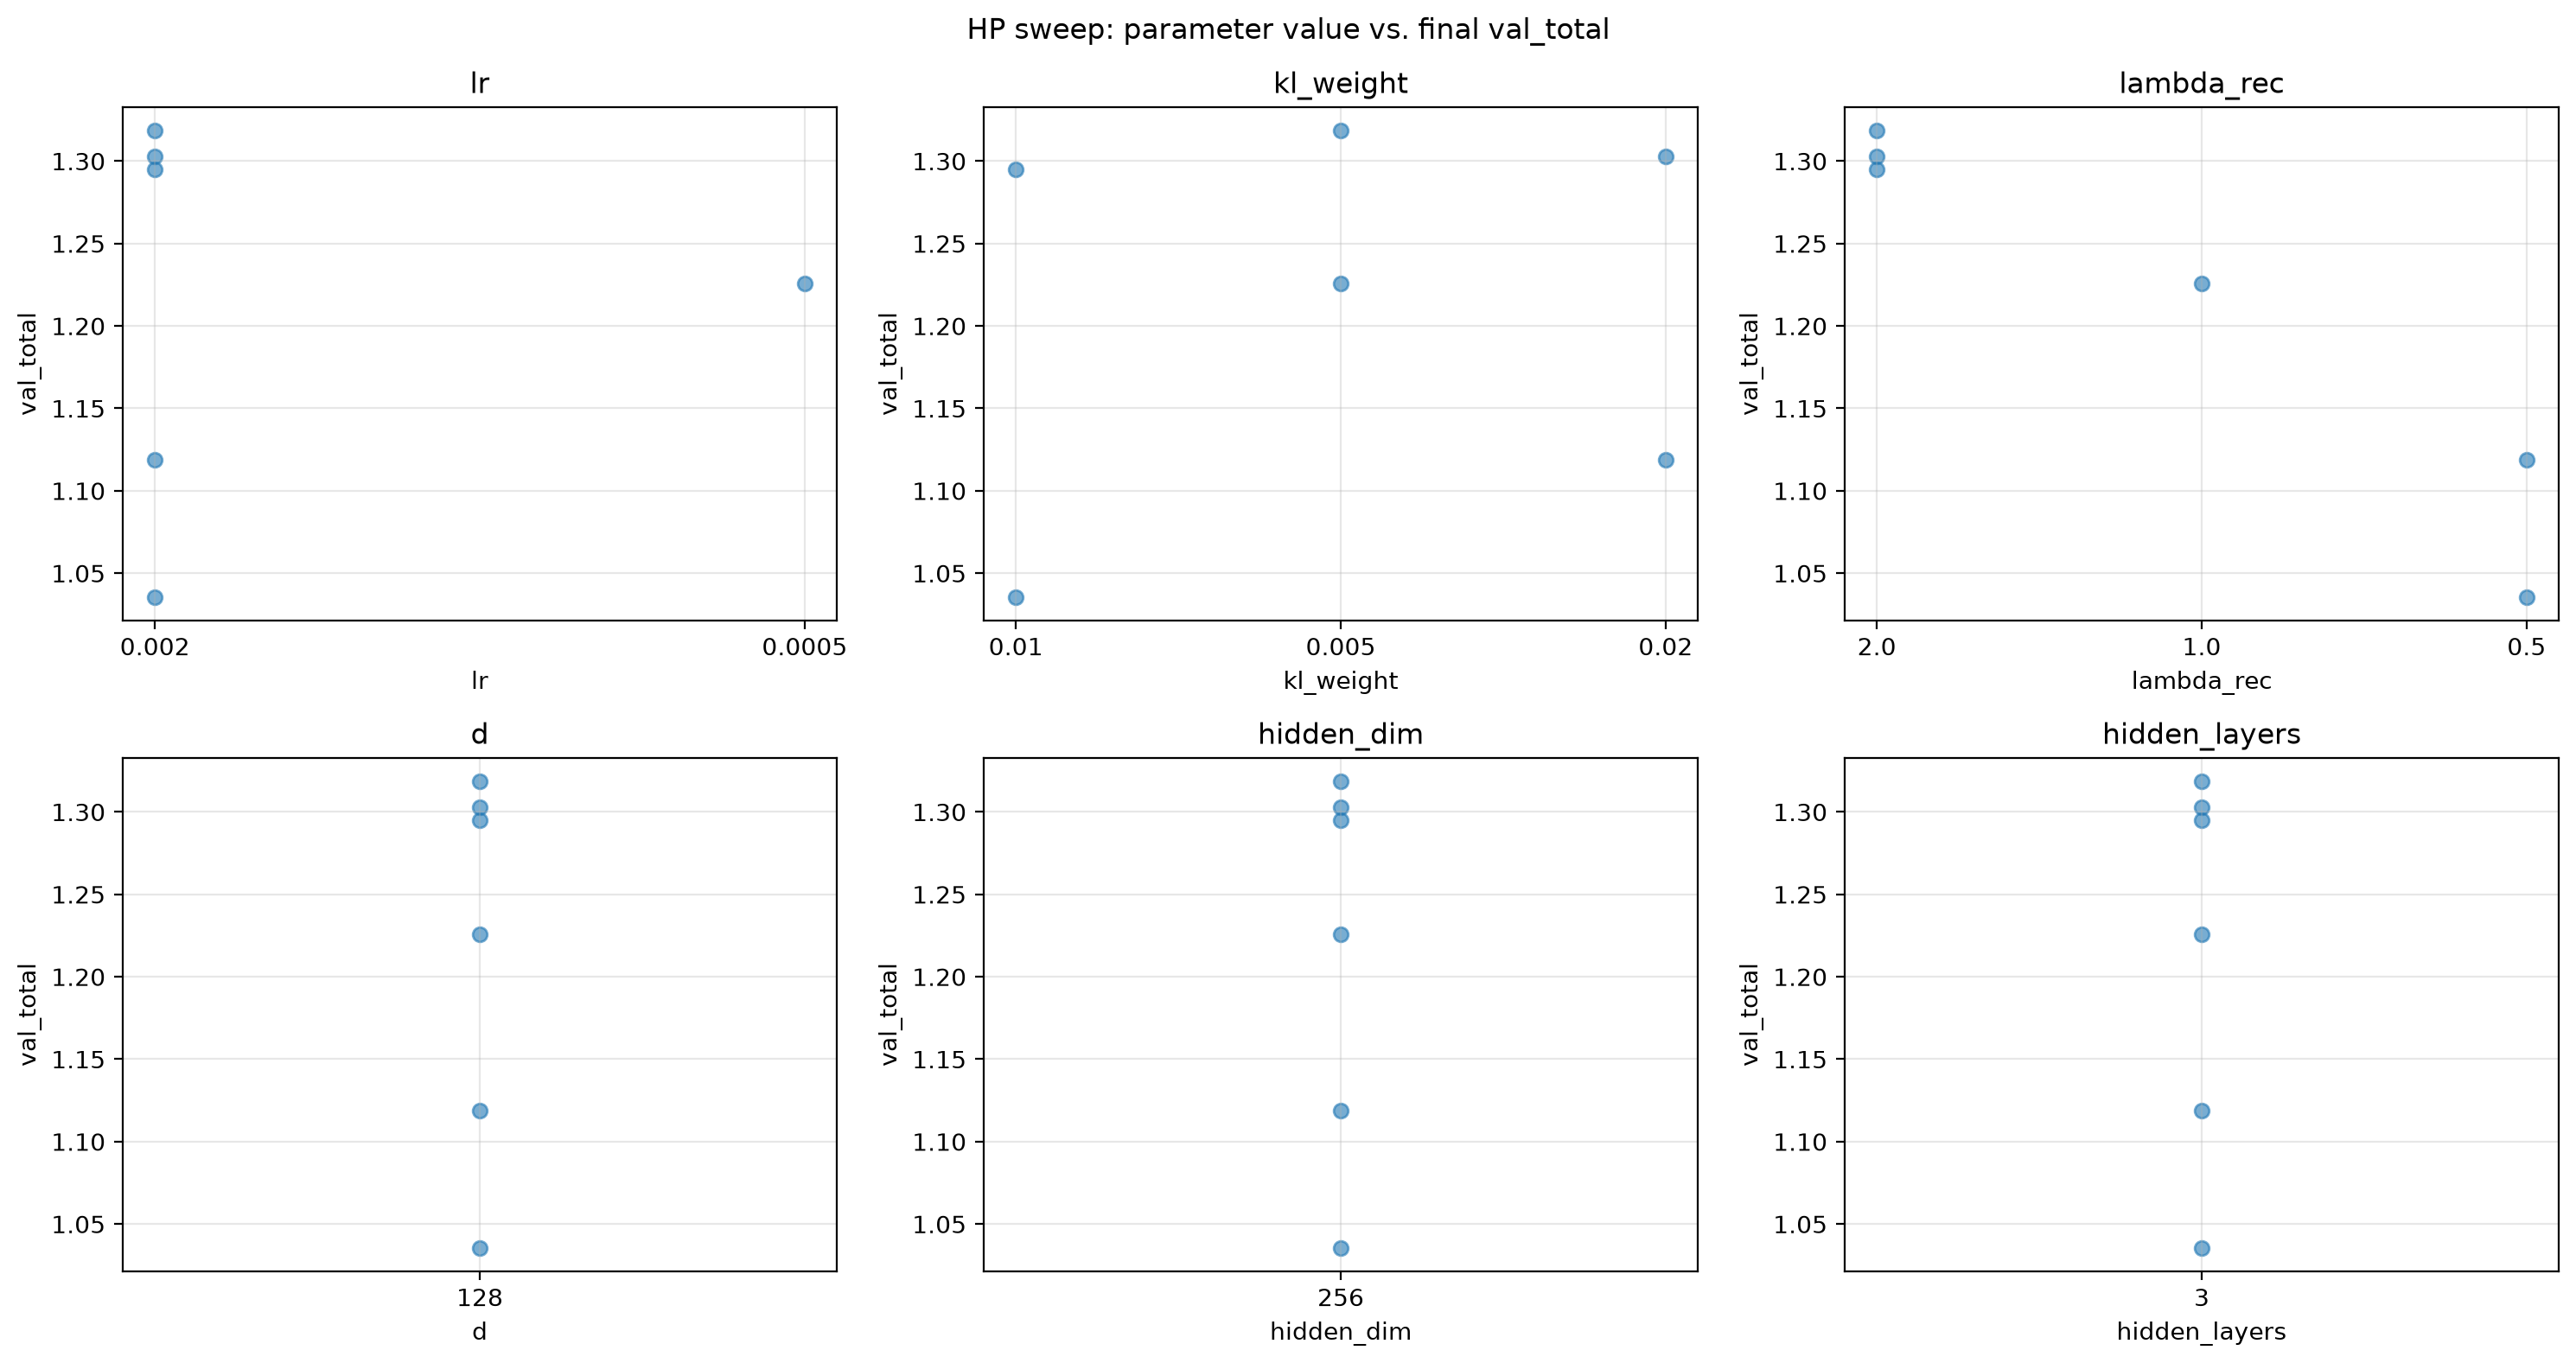 HP sweep: parameter value vs. final val_total
lr
1.30
1.25
1.20
1.15
1.10
1.05
val_total
0.002 0.0005
lr
kl_weight
1.30
1.25
1.20
1.15
1.10
1.05
val_total
0.01 0.005 0.02
kl_weight
lambda_rec
1.30
1.25
1.20
1.15
1.10
1.05
val_total
2.0 1.0 0.5
lambda_rec
d
1.30
1.25
1.20
1.15
1.10
1.05
val_total
128
d
hidden_dim
1.30
1.25
1.20
1.15
1.10
1.05
val_total
256
hidden_dim
hidden_layers
1.30
1.25
1.20
1.15
1.10
1.05
val_total
3
hidden_layers